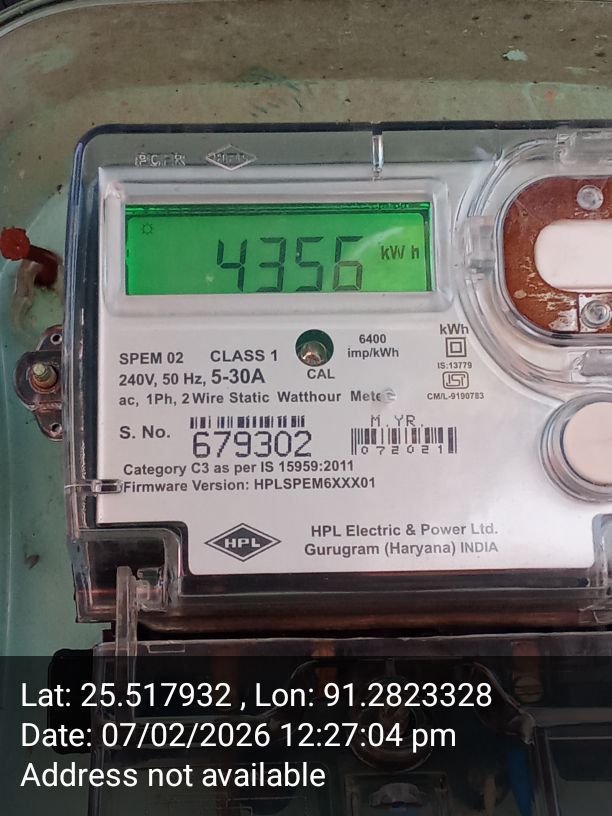 4356 kW h
SPEM 02 CLASS 1
6400
imp/kWh
kWh
IS:13779
CAL
240V, 50 Hz, 5-30A
CM/L-9190783
ac, 1Ph, 2 Wire Static Watthour Meter
M.YR.
S. No. 679302
072021
Category C3 as per IS 15959:2011
Firmware Version: HPLSPEM6XXX01
HPL
HPL Electric & Power Ltd.
Gurugram (Haryana) INDIA
Lat: 25.517932 , Lon: 91.2823328
Date: 07/02/2026 12:27:04 pm
Address not available